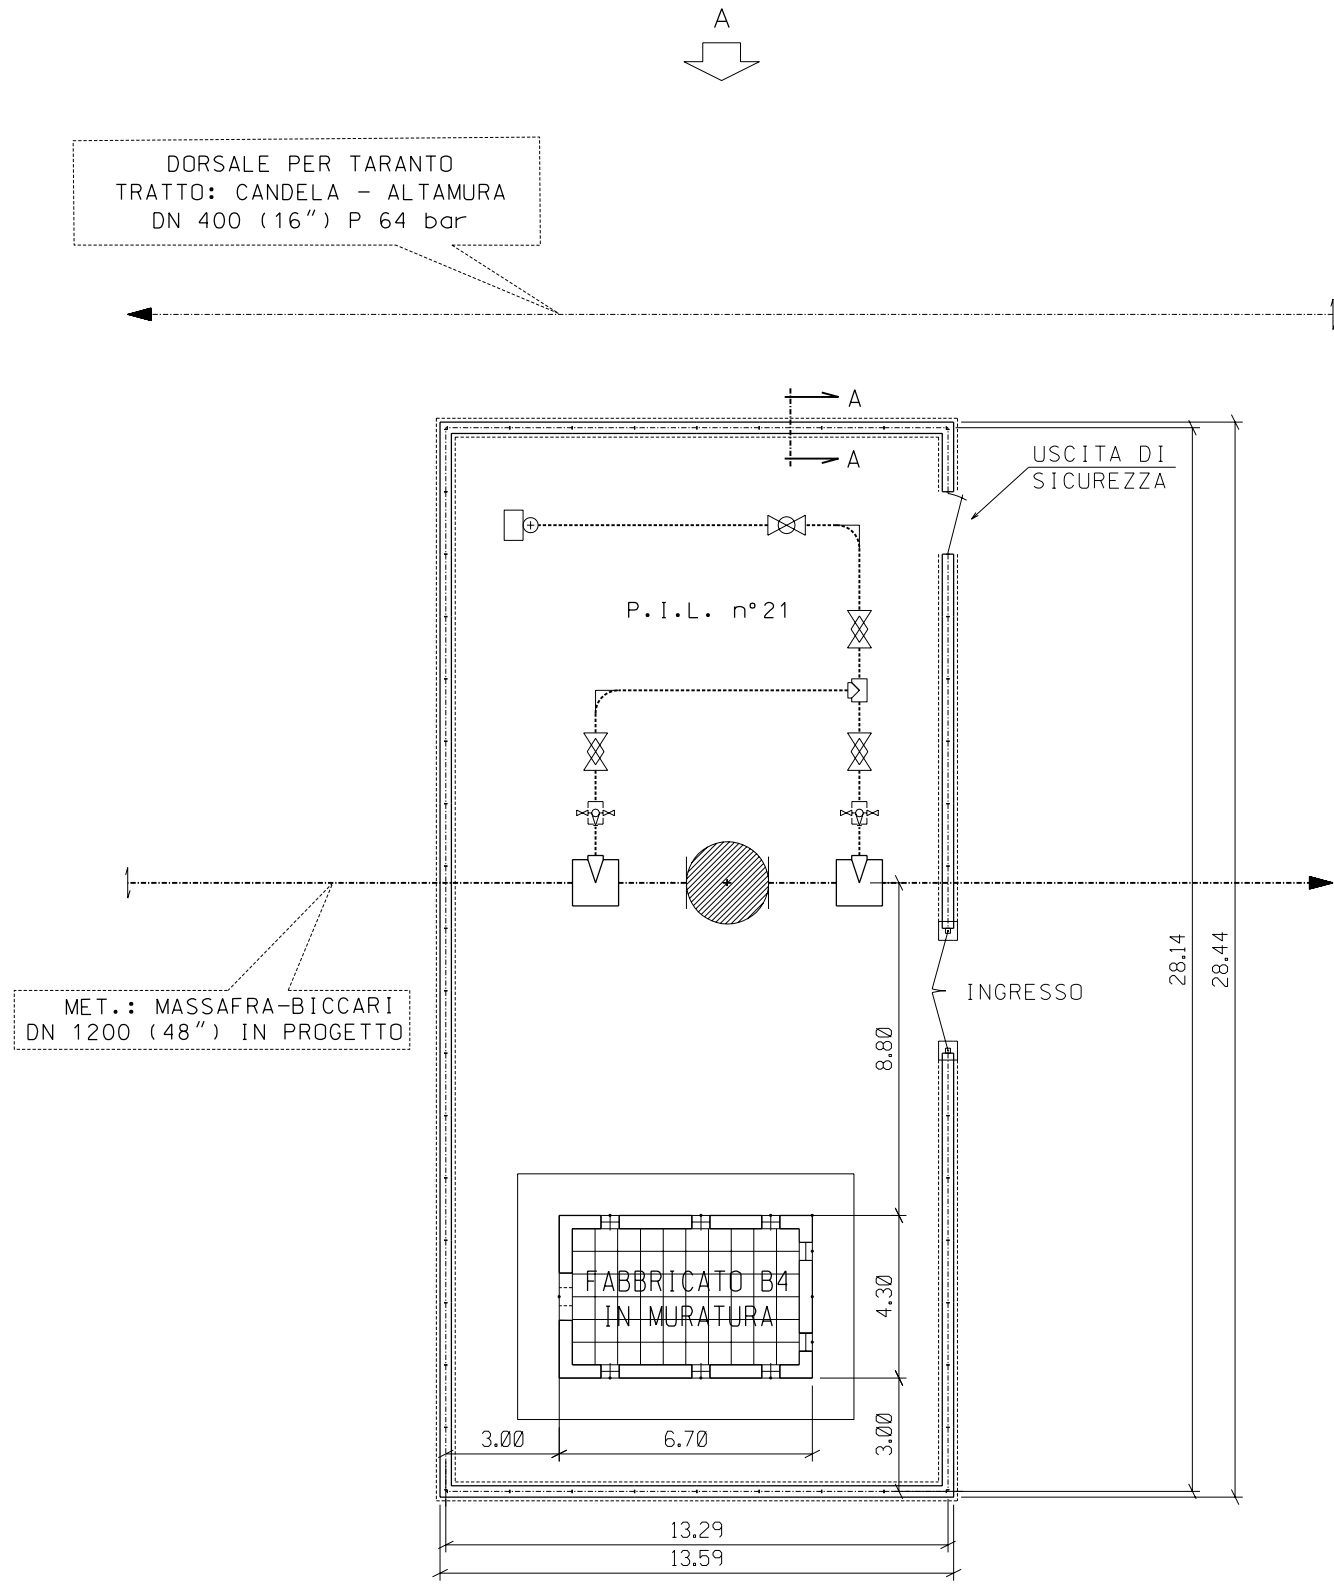 A
DORSALE PER TARANTO
TRATTO: CANDELA - ALTAMURA
DN 400 (16") P 64 bar
A
A
USCITA DI
SICUREZZA
P.I.L. n°21
28.14
28.44
MET.: MASSAFRA-BICCARI
DN 1200 (48") IN PROGETTO
INGRESSO
8.80
FABBRICATO B4
IN MURATURA
4.30
3.00
6.70
3.00
13.29
13.59